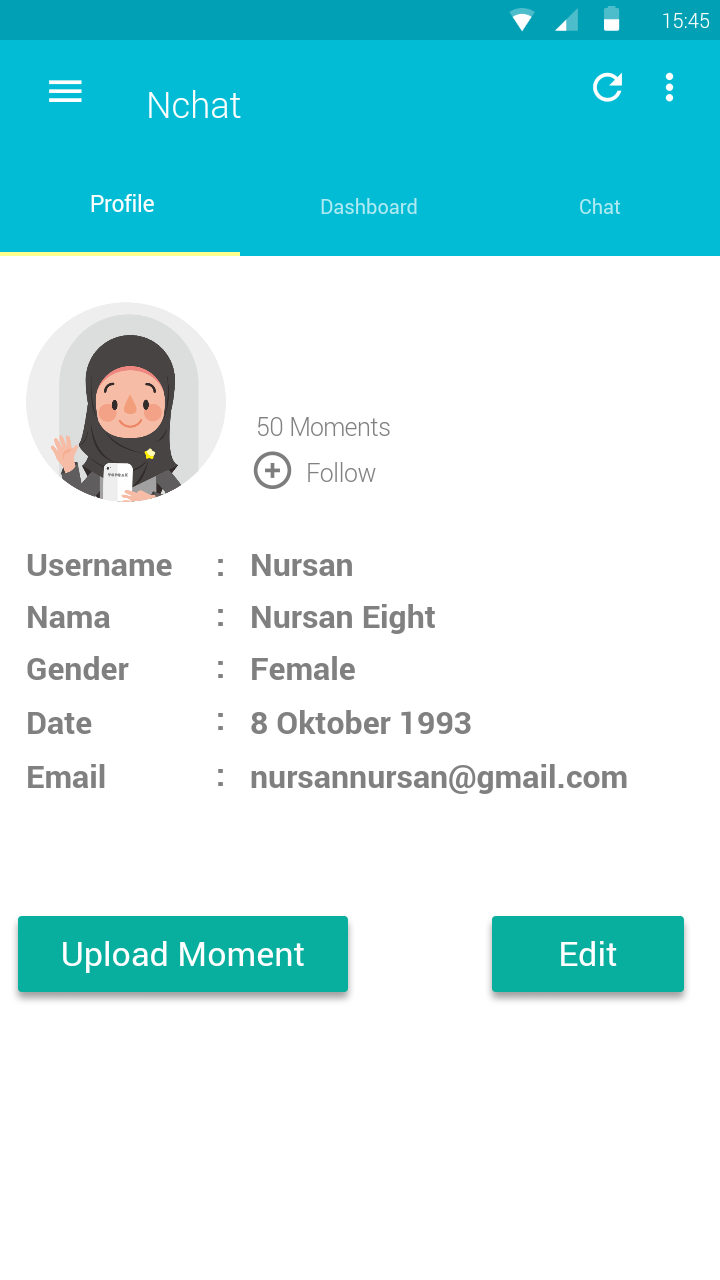 15:45
Nchat
Profile Dashboard Chat
50 Moments
Follow
Username : Nursan
Nama : Nursan Eight
Gender : Female
Date : 8 Oktober 1993
Email : nursannursan@gmail.com
Upload Moment Edit